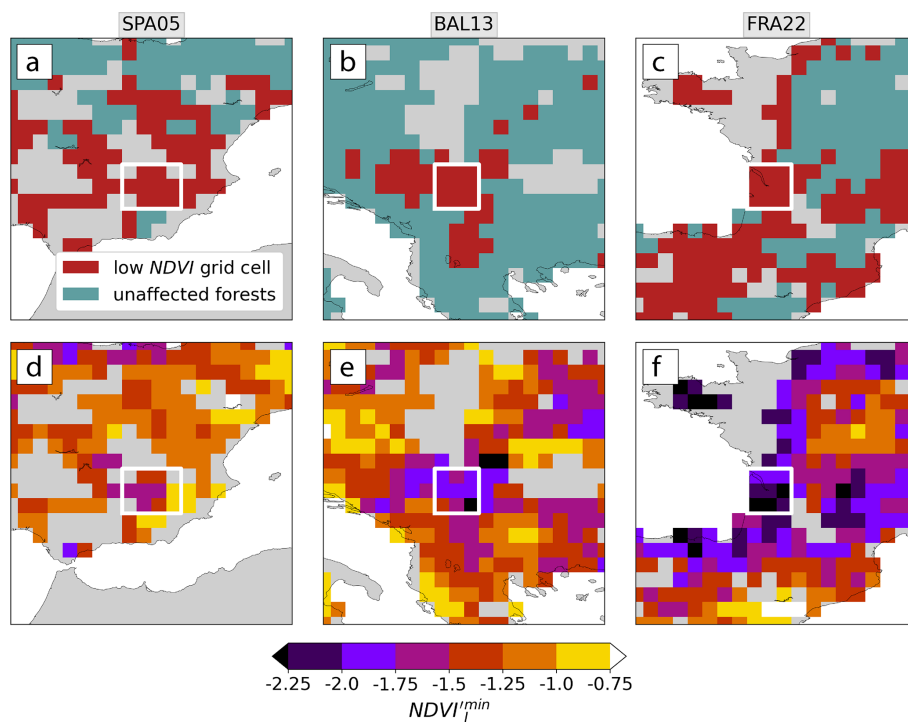 SPA05 BAL13 FRA22
a b c
low NDVI grid cell
unaffected forests
d e f
-2.25 -2.0 -1.75 -1.5 -1.25 -1.0 -0.75
NDVI′ₗᵐⁱⁿ